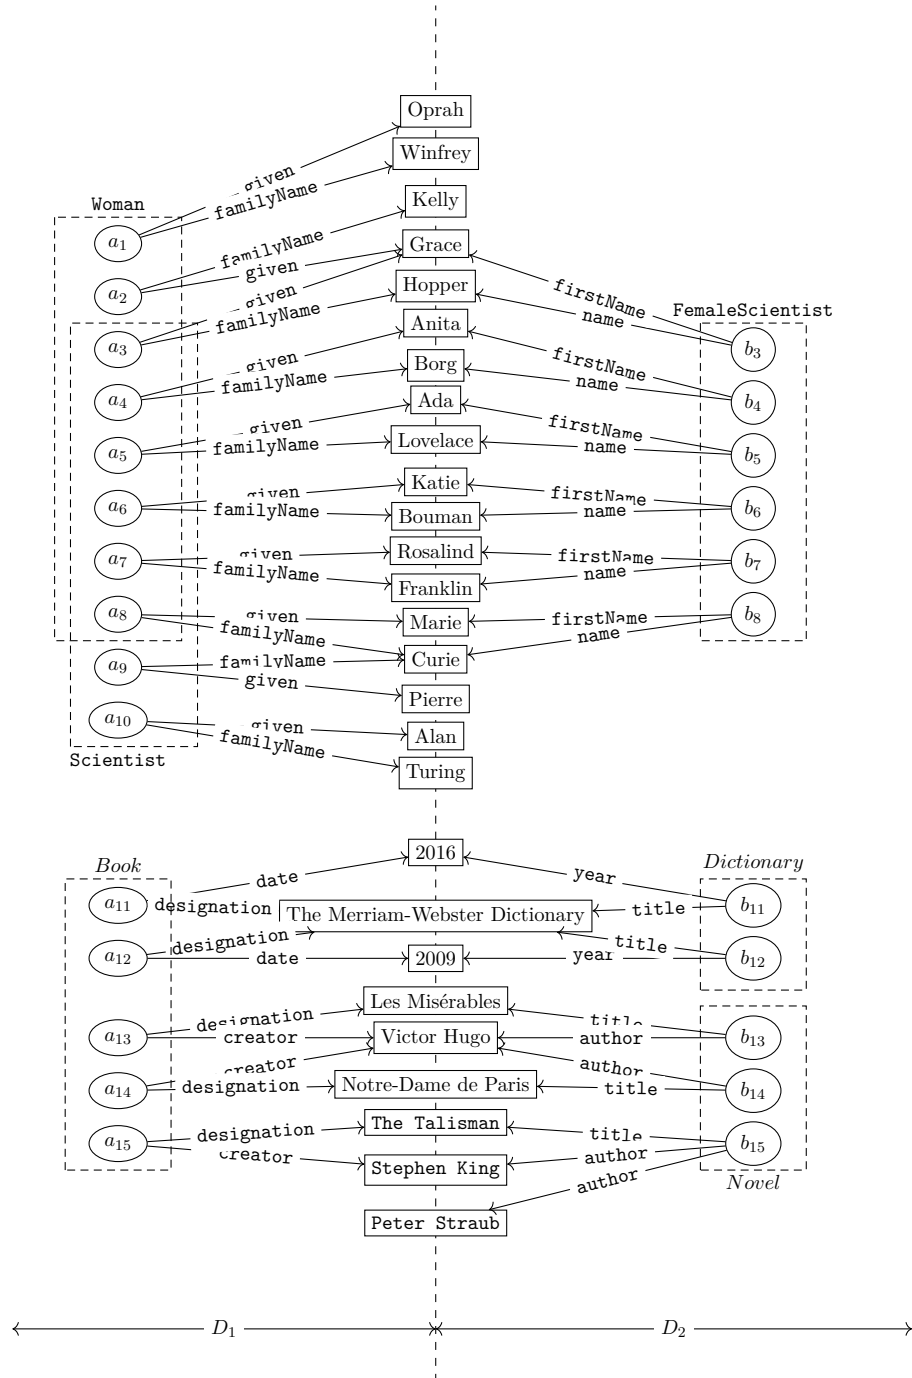 Oprah
Winfrey
given
familyName
Kelly
Woman
a1
familyName
Grace
given
a2
Hopper
given
firstName
familyName
name
FemaleScientist
a3
Anita
b3
given
Borg
firstName
familyName
name
a4
Ada
b4
given
firstName
familyName
Lovelace
name
a5
b5
Katie
given
firstName
a6
familyName
Bouman
name
b6
given
Rosalind
firstName
a7
familyName
Franklin
name
b7
given
Marie
firstName
a8
familyName
name
b8
familyName
Curie
a9
given
Pierre
given
a10
familyName
Alan
Scientist
Turing
2016
Book
date
year
Dictionary
a11
designation
The Merriam-Webster Dictionary
title
b11
designation
title
a12
date
2009
year
b12
Les Misérables
designation
title
a13
creator
Victor Hugo
author
b13
creator
author
a14
designation
Notre-Dame de Paris
title
b14
The Talisman
designation
title
a15
creator
author
b15
Stephen King
author
Novel
Peter Straub
D1
D2